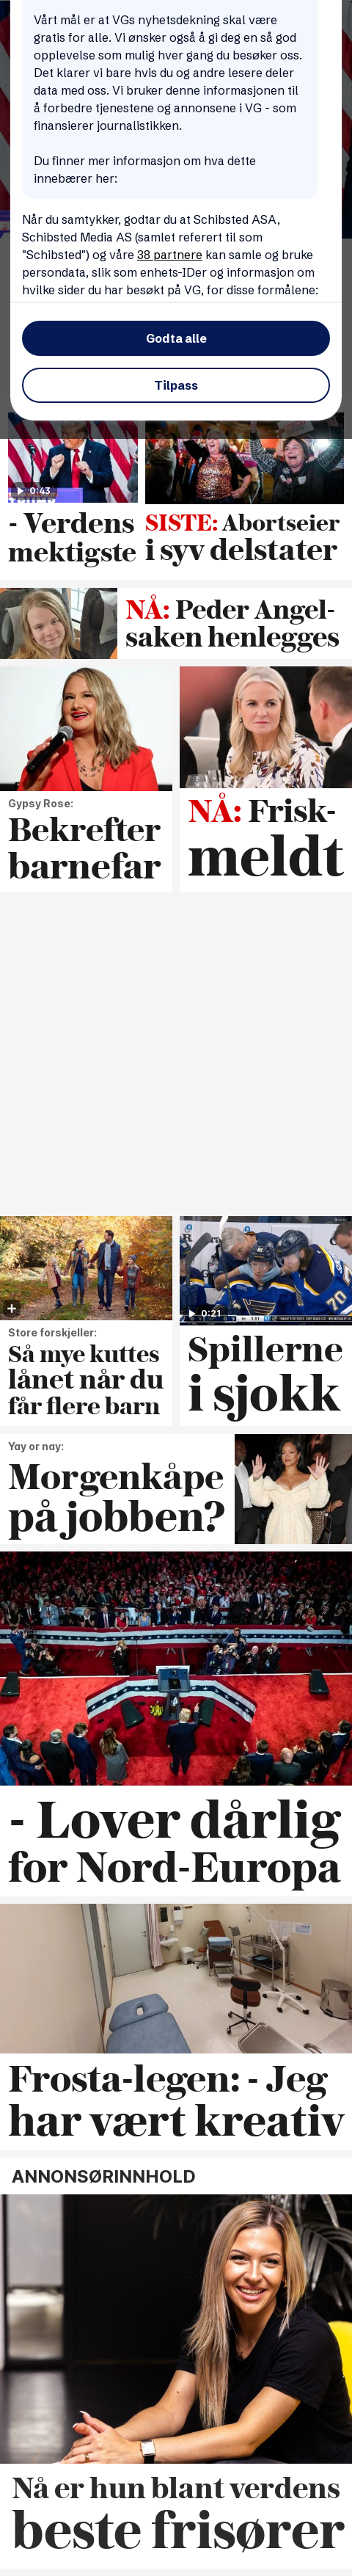 Vårt mål er at VGs nyhetsdekning skal være
gratis for alle. Vi ønsker også å gi deg en så god
opplevelse som mulig hver gang du besøker oss.
Det klarer vi bare hvis du og andre lesere deler
data med oss. Vi bruker denne informasjonen til
å forbedre tjenestene og annonsene i VG - som
finansierer journalistikken.
Du finner mer informasjon om hva dette
innebærer her:
Når du samtykker, godtar du at Schibsted ASA,
Schibsted Media AS (samlet referert til som
"Schibsted") og våre 38 partnere kan samle og bruke
persondata, slik som enhets-IDer og informasjon om
hvilke sider du har besøkt på VG, for disse formålene:
Godta alle
Tilpass
0:43
- Verdens
mektigste
SISTE: Abortseier
i syv delstater
NÅ: Peder Angel-
saken henlegges
Gypsy Rose:
Bekrefter
barnefar
NÅ: Frisk-
meldt
Store forskjeller:
Så mye kuttes
lånet når du
får flere barn
0:21
Spillerne
i sjokk
Yay or nay:
Morgenkåpe
på jobben?
- Lover dårlig
for Nord-Europa
Frosta-legen: - Jeg
har vært kreativ
ANNONSØRINNHOLD
Nå er hun blant verdens
beste frisører